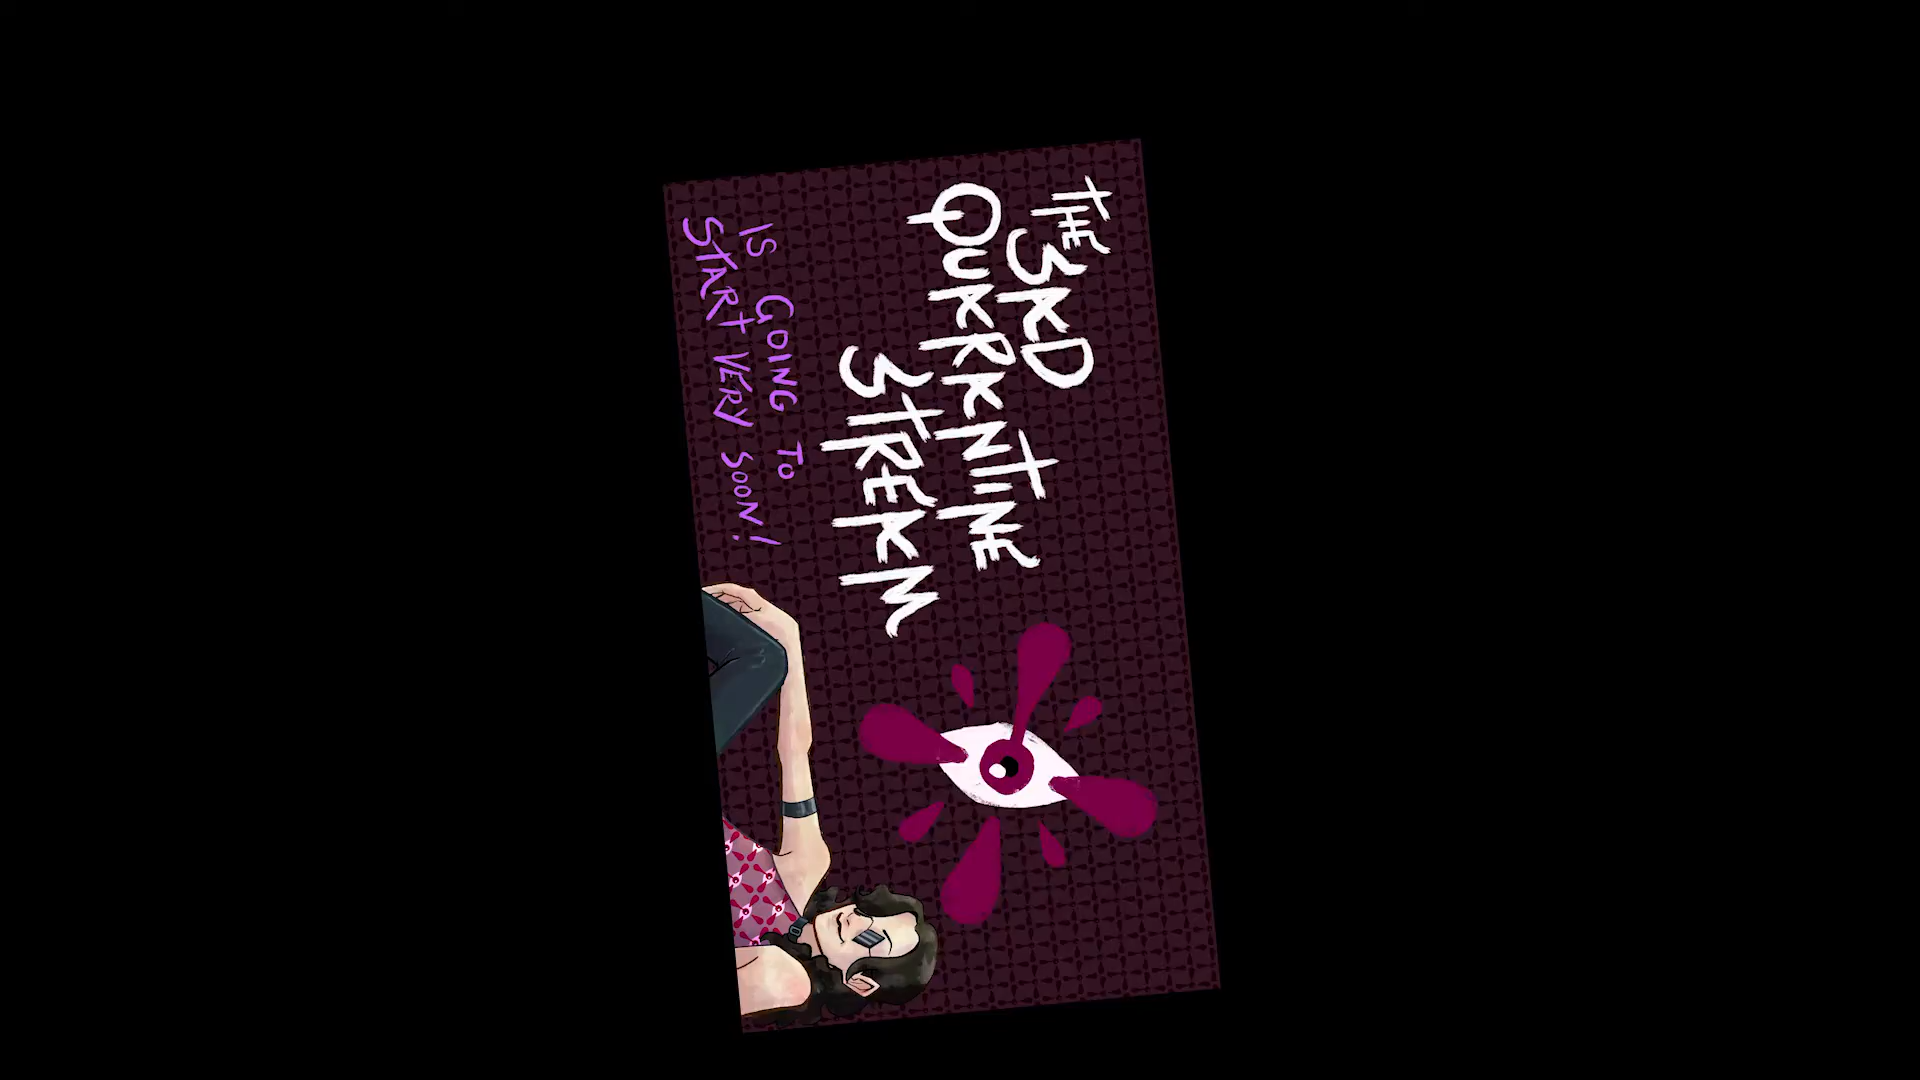 THE
3RD
QUARANTINE
STREAM
IS GOING TO
START VERY SOON!